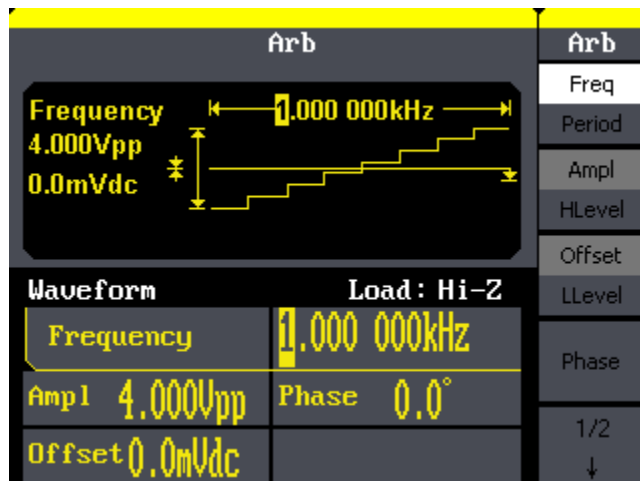 Arb
Frequency 1.000 000kHz
4.000Vpp
0.0mVdc
Waveform Load: Hi-Z
Frequency 1.000 000kHz
Ampl 4.000Vpp Phase 0.0°
Offset 0.0mVdc
Arb
Freq
Period
Ampl
HLevel
Offset
LLevel
Phase
1/2
↓